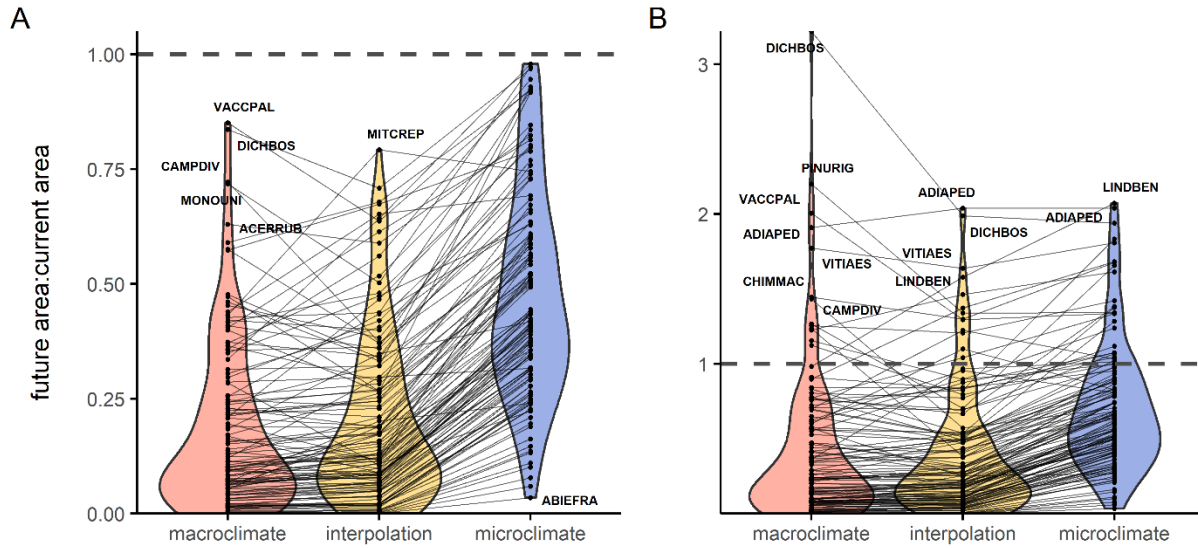 A
future area:current area
1.00
0.75
0.50
0.25
0.00
VACCPAL
DICHBOS
CAMPDIV
MONOUNI
ACERRUB
MITCREP
ABIEFRA
macroclimate
interpolation
microclimate
B
3
2
1
DICHBOS
PINURIG
VACCPAL
ADIAPED
VITIAES
CHIMMAC
CAMPDIV
ADIAPED
DICHBOS
VITIAES
LINDBEN
LINDBEN
ADIAPED
macroclimate
interpolation
microclimate